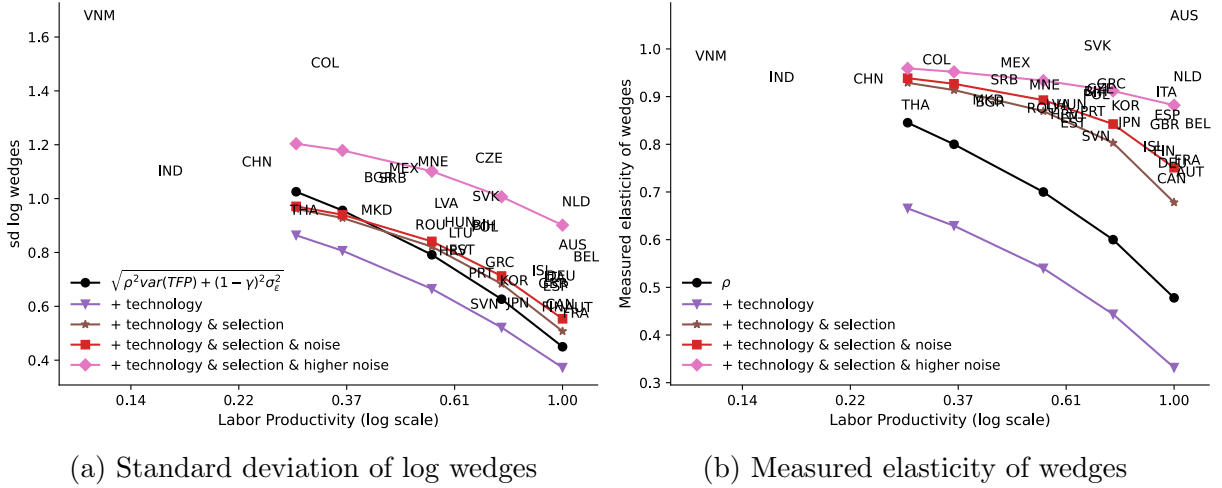 VNM
COL
CHN
IND
MNE
CZE
MEX
BGR
SRB
THA
MKD
LVA
SVK
NLD
ROU
HUN
LTU
POL
AUS
BEL
GRC
ISL
DEU
PRT
KOR
ESP
SVN
JPN
CAN
FRA
1.6
1.4
1.2
1.0
0.8
0.6
0.4
sd log wedges
√ρ²var(TFP) + (1 − γ)²σ²ε
+ technology
+ technology & selection
+ technology & selection & noise
+ technology & selection & higher noise
0.14 0.22 0.37 0.61 1.00
Labor Productivity (log scale)
(a) Standard deviation of log wedges
AUS
SVK
VNM
COL
MEX
IND
CHN
SRB
MNE
GRC
NLD
ITA
THA
MKD
BGR
HUN
POL
PRT
KOR
ESP
EST
JPN
GBR
BEL
SVN
ISL
FIN
FRA
CAN
AUT
1.0
0.9
0.8
0.7
0.6
0.5
0.4
0.3
Measured elasticity of wedges
ρ
+ technology
+ technology & selection
+ technology & selection & noise
+ technology & selection & higher noise
0.14 0.22 0.37 0.61 1.00
Labor Productivity (log scale)
(b) Measured elasticity of wedges